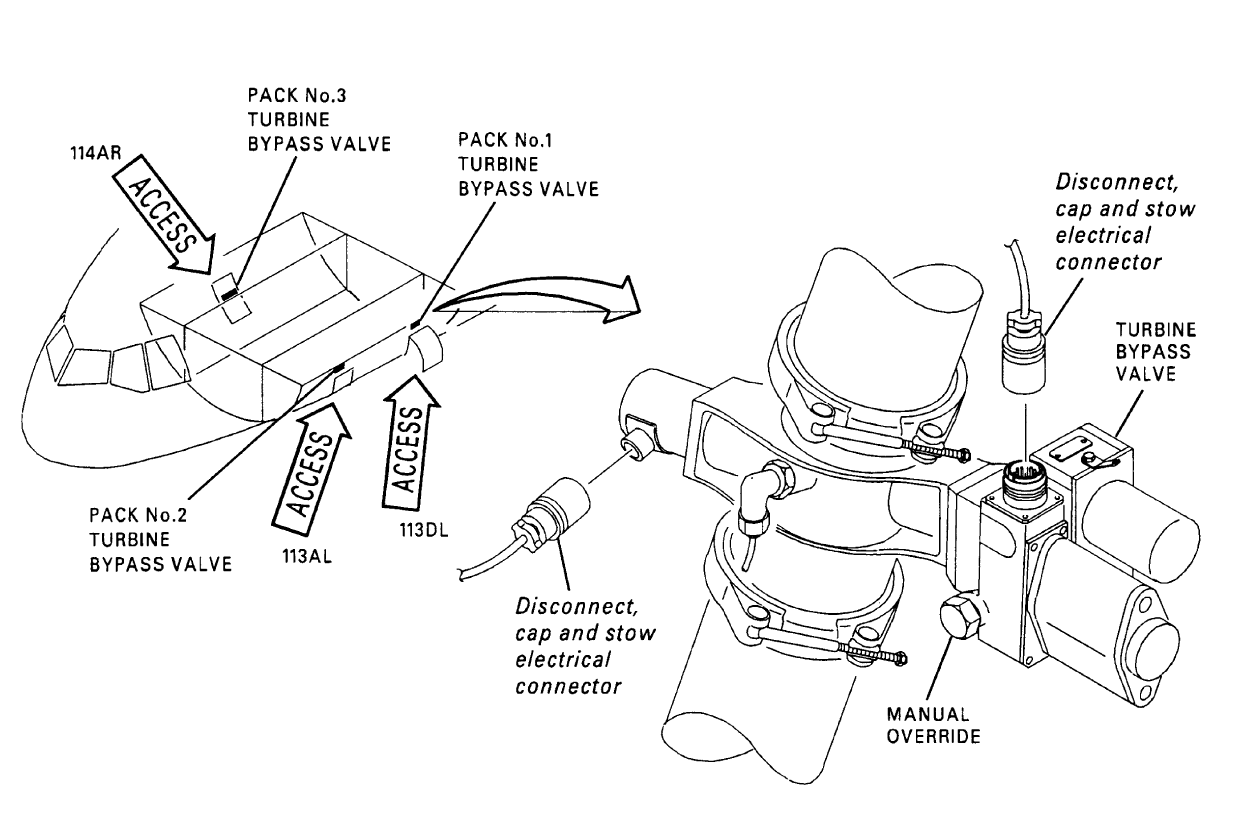 PACK No.3
TURBINE
BYPASS VALVE
114AR
ACCESS
PACK No.1
TURBINE
BYPASS VALVE
Disconnect,
cap and stow
electrical
connector
TURBINE
BYPASS
VALVE
ACCESS
ACCESS
PACK No.2
TURBINE
BYPASS VALVE
113AL
113DL
Disconnect,
cap and stow
electrical
connector
MANUAL
OVERRIDE